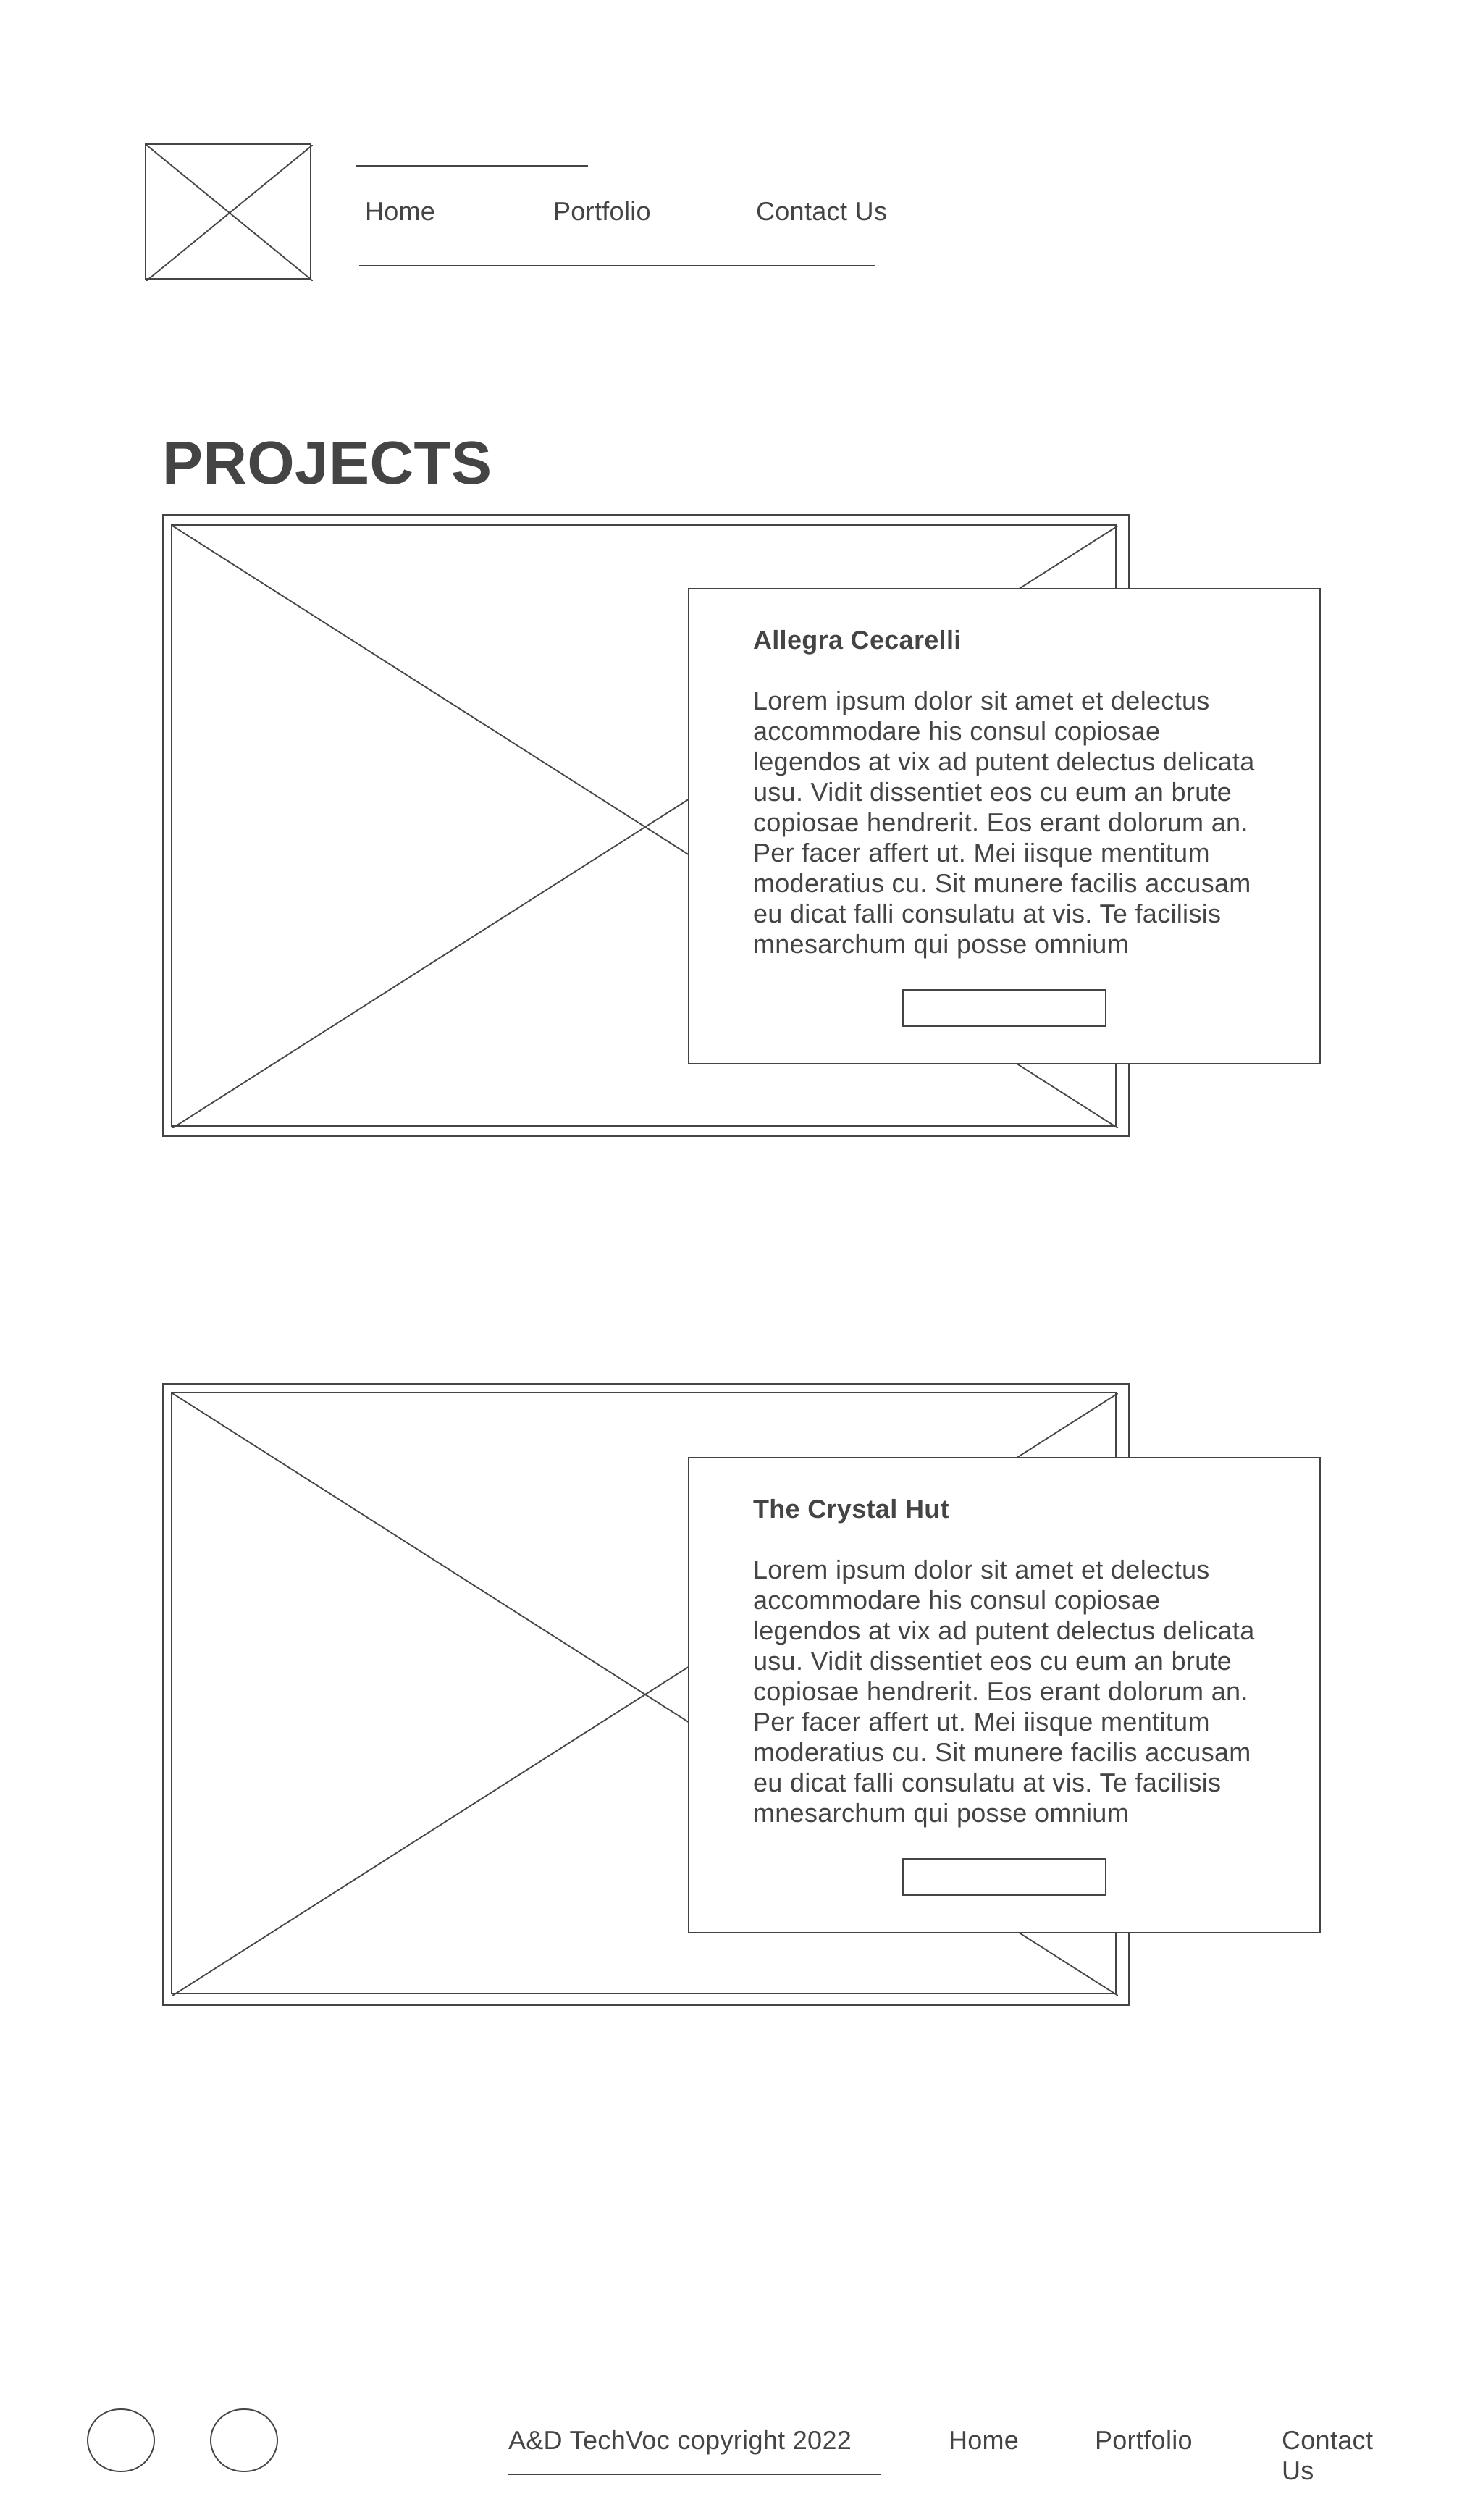 Home Portfolio Contact Us
PROJECTS
Allegra Cecarelli
Lorem ipsum dolor sit amet et delectus
accommodare his consul copiosae
legendos at vix ad putent delectus delicata
usu. Vidit dissentiet eos cu eum an brute
copiosae hendrerit. Eos erant dolorum an.
Per facer affert ut. Mei iisque mentitum
moderatius cu. Sit munere facilis accusam
eu dicat falli consulatu at vis. Te facilisis
mnesarchum qui posse omnium
The Crystal Hut
Lorem ipsum dolor sit amet et delectus
accommodare his consul copiosae
legendos at vix ad putent delectus delicata
usu. Vidit dissentiet eos cu eum an brute
copiosae hendrerit. Eos erant dolorum an.
Per facer affert ut. Mei iisque mentitum
moderatius cu. Sit munere facilis accusam
eu dicat falli consulatu at vis. Te facilisis
mnesarchum qui posse omnium
A&D TechVoc copyright 2022 Home Portfolio Contact
Us